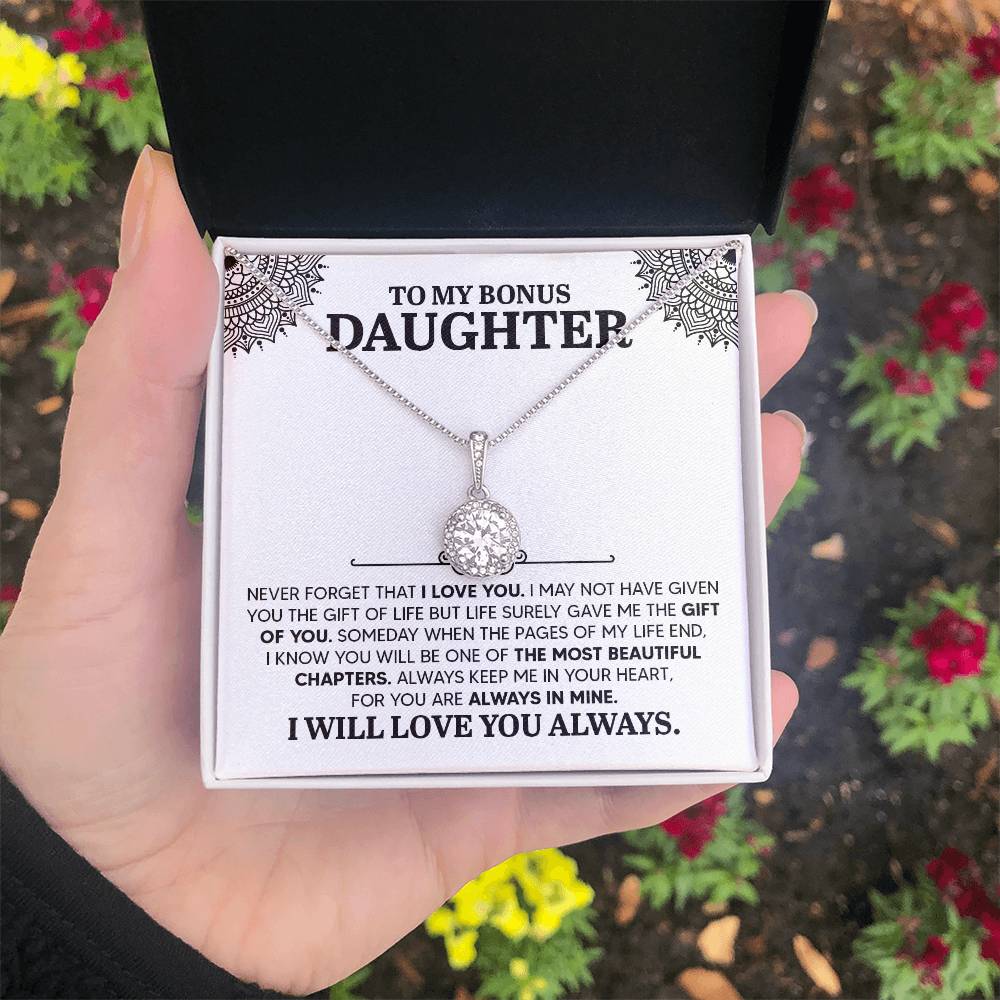 TO MY BONUS
DAUGHTER
NEVER FORGET THAT I LOVE YOU. I MAY NOT HAVE GIVEN
YOU THE GIFT OF LIFE BUT LIFE SURELY GAVE ME THE GIFT
OF YOU. SOMEDAY WHEN THE PAGES OF MY LIFE END,
I KNOW YOU WILL BE ONE OF THE MOST BEAUTIFUL
CHAPTERS. ALWAYS KEEP ME IN YOUR HEART,
FOR YOU ARE ALWAYS IN MINE.
I WILL LOVE YOU ALWAYS.